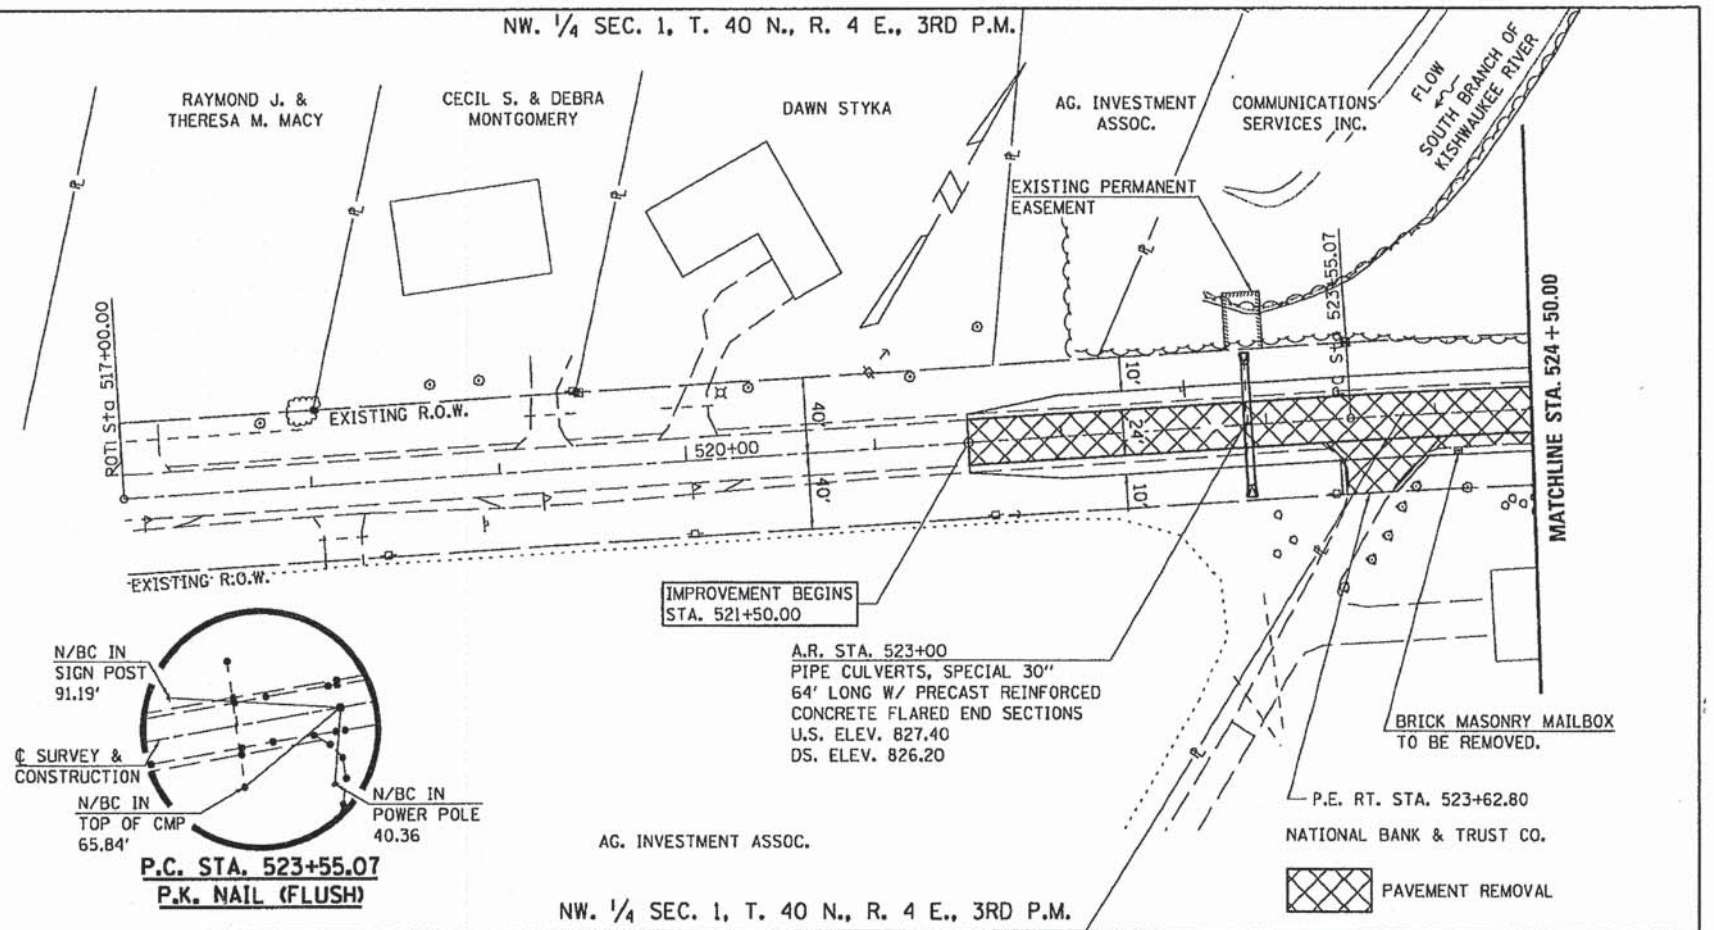 NW. 1/4 SEC. 1, T. 40 N., R. 4 E., 3RD P.M.
RAYMOND J. &
THERESA M. MACY
CECIL S. & DEBRA
MONTGOMERY
DAWN STYKA
AG. INVESTMENT
ASSOC.
COMMUNICATIONS
SERVICES INC.
FLOW
SOUTH BRANCH OF
KISHWAUKEE RIVER
EXISTING PERMANENT
EASEMENT
PC Sta 523+55.07
MATCHLINE STA. 524+50.00
517+00.00
EXISTING R.O.W.
520+00
40'
40'
10'
24'
10'
EXISTING R.O.W.
IMPROVEMENT BEGINS
STA. 521+50.00
A.R. STA. 523+00
PIPE CULVERTS, SPECIAL 30"
64' LONG W/ PRECAST REINFORCED
CONCRETE FLARED END SECTIONS
U.S. ELEV. 827.40
DS. ELEV. 826.20
BRICK MASONRY MAILBOX
TO BE REMOVED.
P.E. RT. STA. 523+62.80
NATIONAL BANK & TRUST CO.
PAVEMENT REMOVAL
N/BC IN
SIGN POST
91.19'
℄ SURVEY &
CONSTRUCTION
N/BC IN
TOP OF CMP
65.84'
N/BC IN
POWER POLE
40.36
P.C. STA. 523+55.07
P.K. NAIL (FLUSH)
AG. INVESTMENT ASSOC.
NW. 1/4 SEC. 1, T. 40 N., R. 4 E., 3RD P.M.